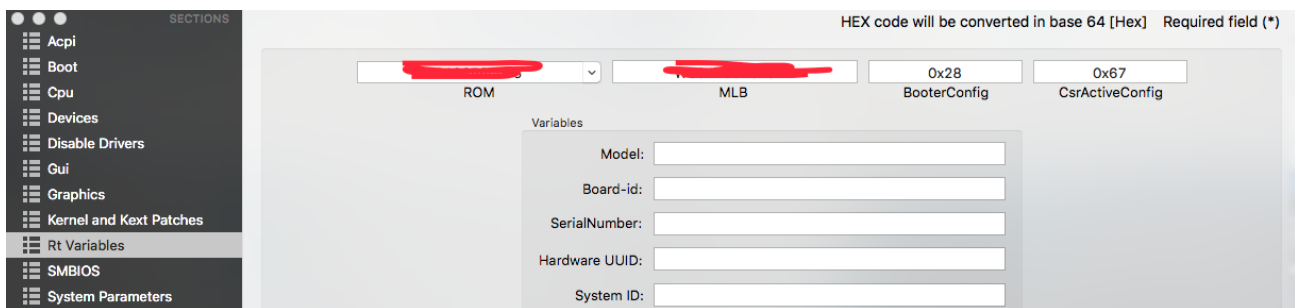 SECTIONS
Acpi
Boot
Cpu
Devices
Disable Drivers
Gui
Graphics
Kernel and Kext Patches
Rt Variables
SMBIOS
System Parameters
HEX code will be converted in base 64 [Hex] Required field (*)
0x28 0x67
ROM MLB BooterConfig CsrActiveConfig
Variables
Model:
Board-id:
SerialNumber:
Hardware UUID:
System ID: